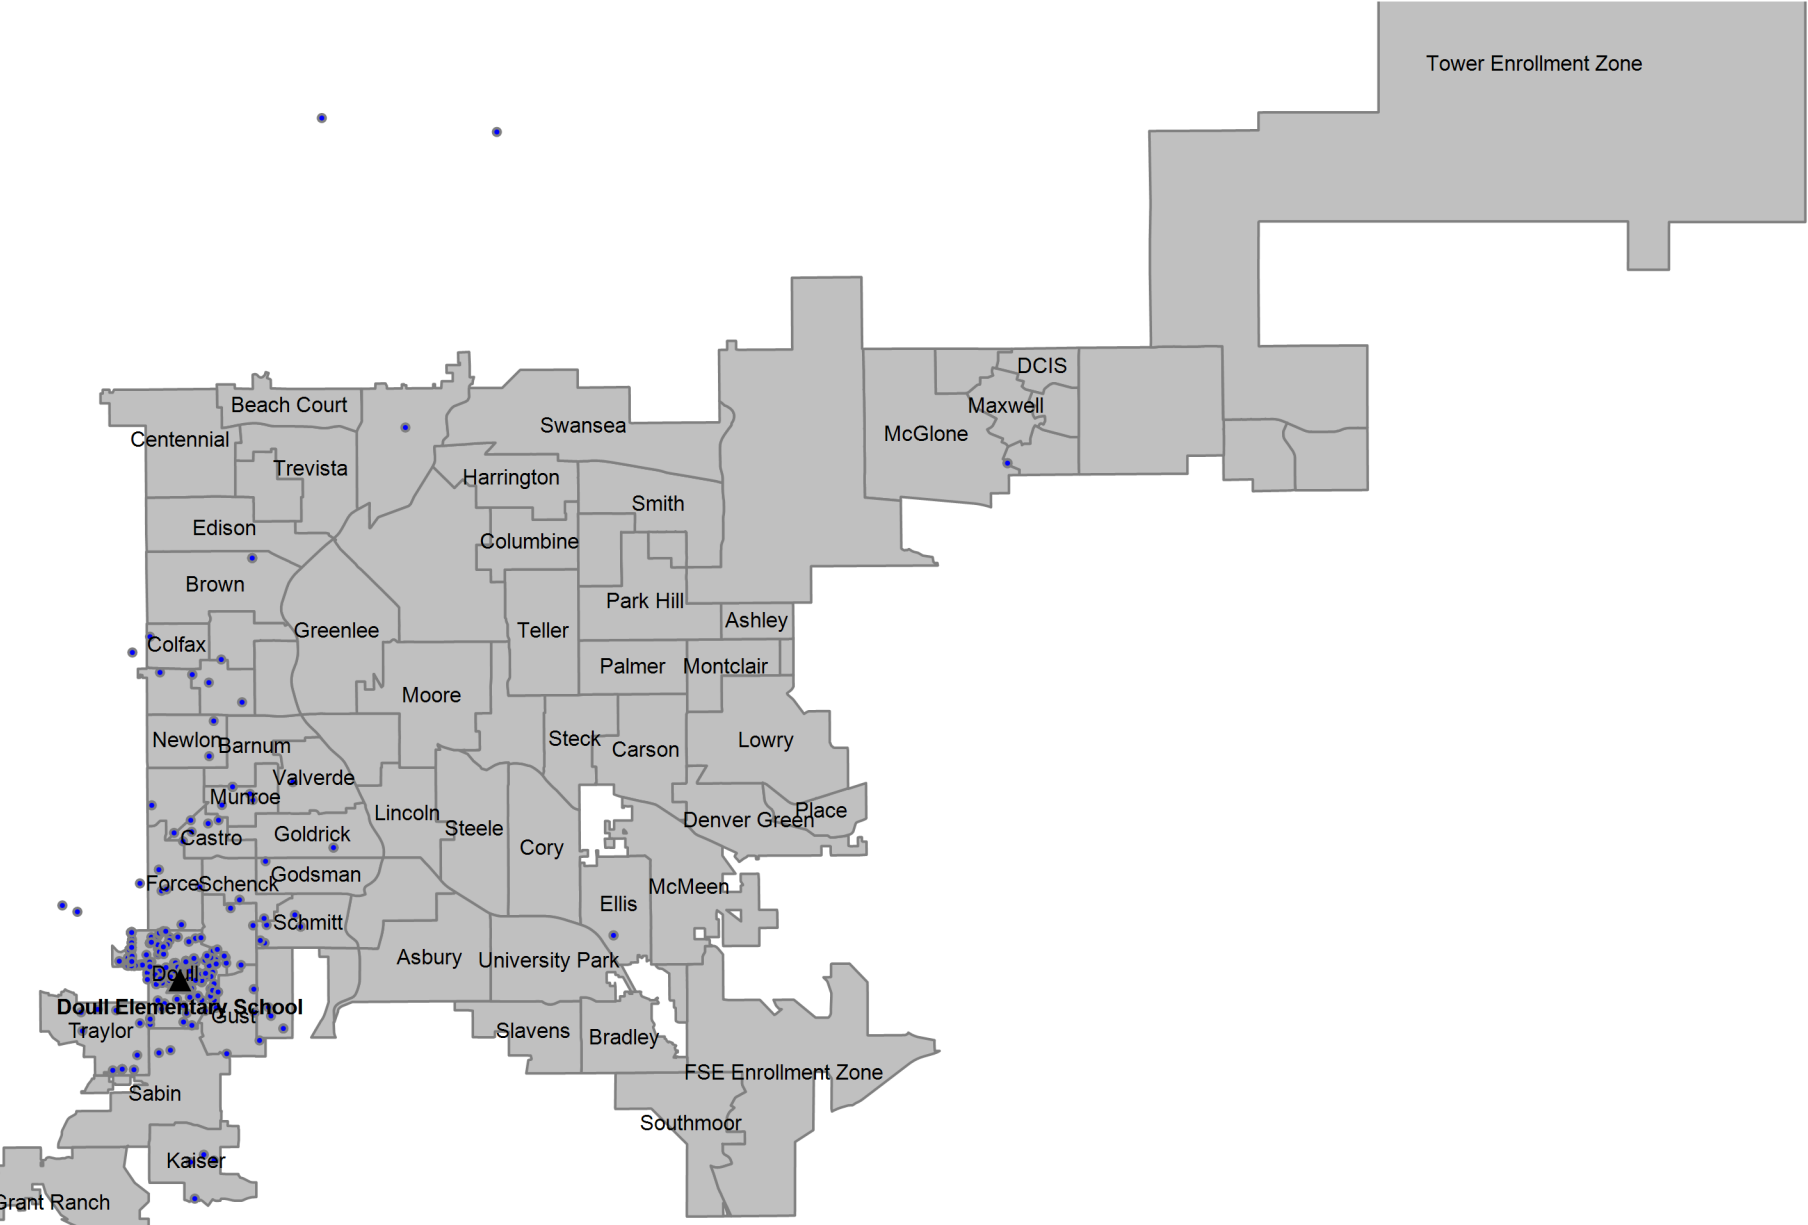 Tower Enrollment Zone
DCIS
Beach Court
Maxwell
Swansea
McGlone
Centennial
Trevista
Harrington
Smith
Edison
Columbine
Brown
Park Hill
Ashley
Greenlee
Teller
Colfax
Palmer
Montclair
Moore
Newlon
Barnum
Steck
Carson
Lowry
Valverde
Munroe
Lincoln
Place
Denver Green
Steele
Castro
Goldrick
Cory
Force
Schenck
Godsman
McMeen
Ellis
Schmitt
Asbury
University Park
Doull
Doull Elementary School
Gust
Traylor
Slavens
Bradley
FSE Enrollment Zone
Sabin
Southmoor
Kaiser
Grant Ranch